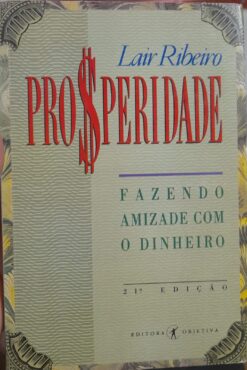 Lair Ribeiro
PRO$PERIDADE
FAZENDO
AMIZADE COM
O DINHEIRO
21ª EDIÇÃO
EDITORA OBJETIVA